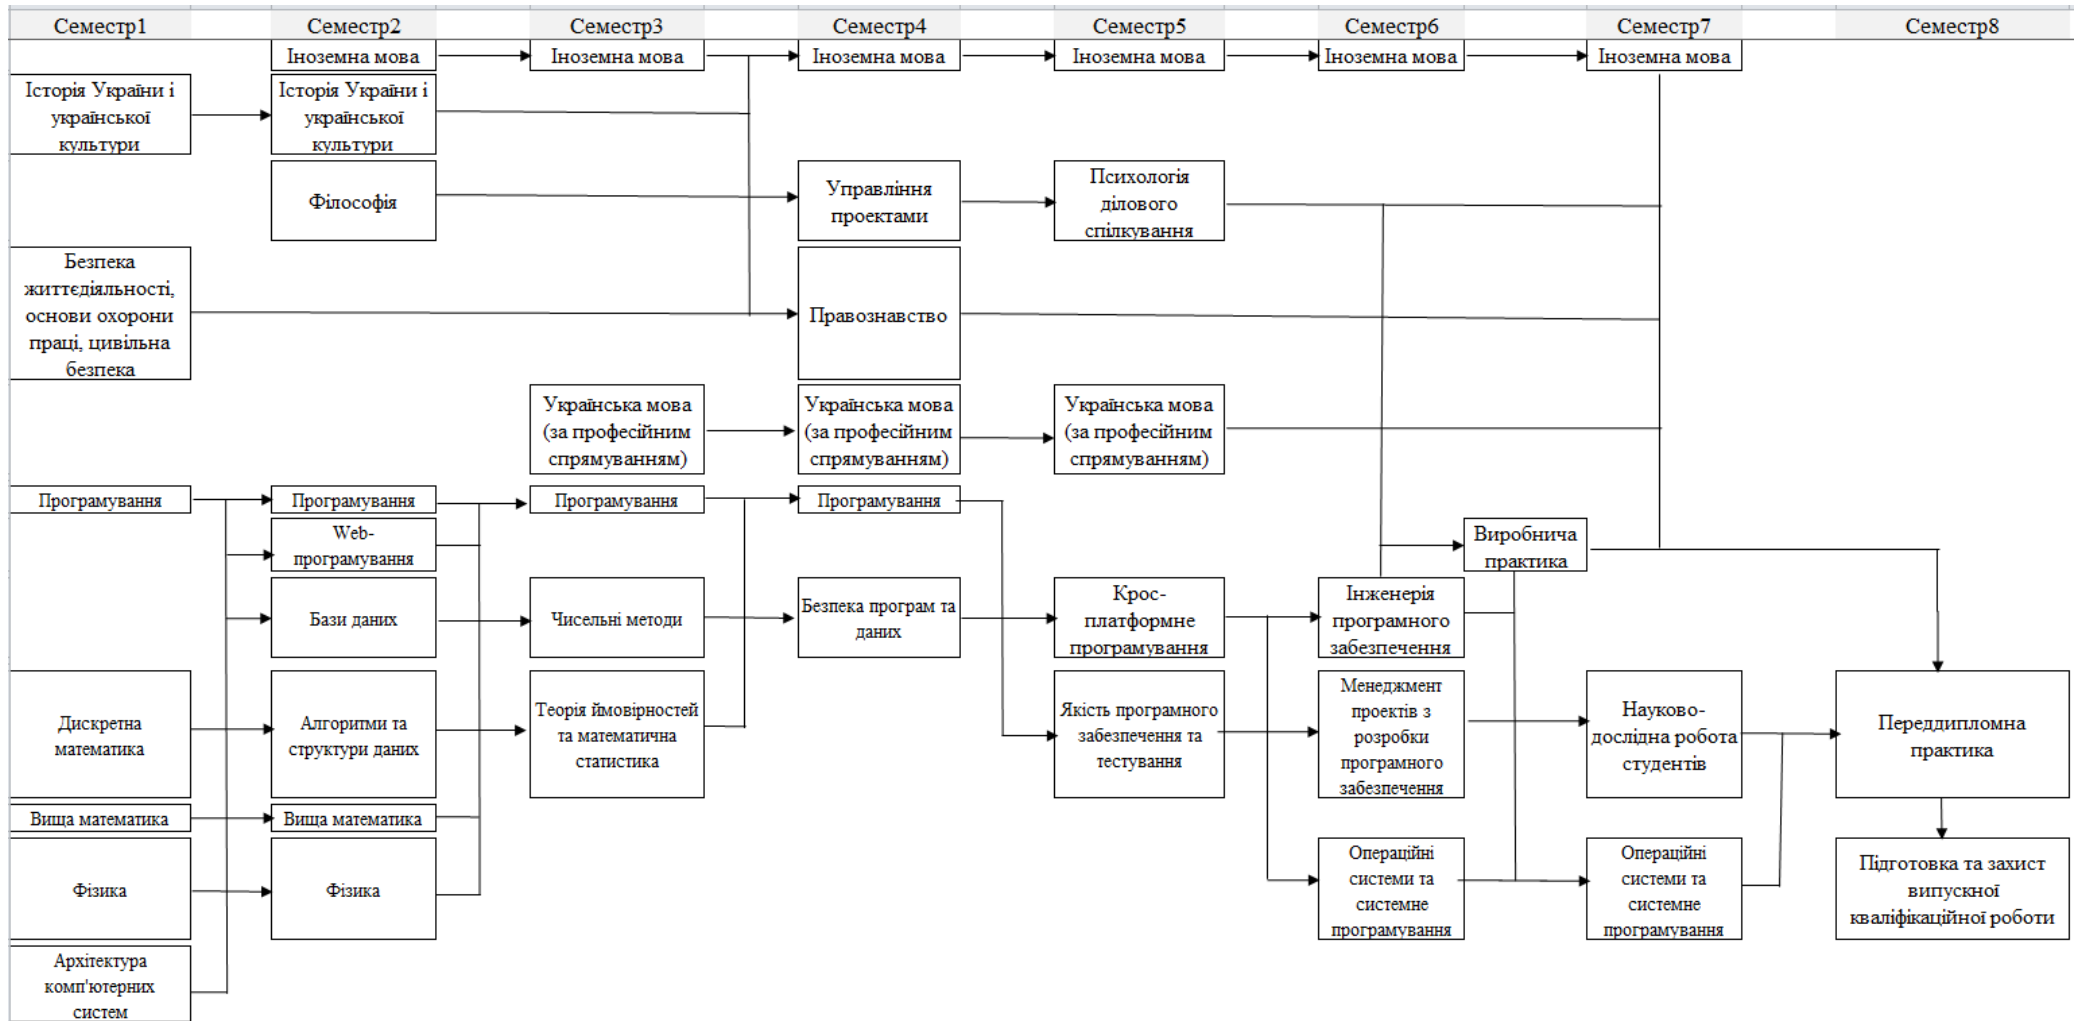 Семестр1
Семестр2
Семестр3
Семестр4
Семестр5
Семестр6
Семестр7
Семестр8
Іноземна мова
Іноземна мова
Іноземна мова
Іноземна мова
Іноземна мова
Іноземна мова
Історія України і
української
культури
Історія України і
української
культури
Філософія
Управління
проектами
Психологія
ділового
спілкування
Безпека
життєдіяльності,
основи охорони
праці, цивільна
безпека
Правознавство
Українська мова
(за професійним
спрямуванням)
Українська мова
(за професійним
спрямуванням)
Українська мова
(за професійним
спрямуванням)
Програмування
Програмування
Програмування
Програмування
Web-
програмування
Виробнича
практика
Бази даних
Чисельні методи
Безпека програм та
даних
Крос-
платформне
програмування
Інженерія
програмного
забезпечення
Дискретна
математика
Алгоритми та
структури даних
Теорія ймовірностей
та математична
статистика
Якість програмного
забезпечення та
тестування
Менеджмент
проектів з
розробки
програмного
забезпечення
Науково-
дослідна робота
студентів
Переддипломна
практика
Вища математика
Вища математика
Фізика
Фізика
Операційні
системи та
системне
програмування
Операційні
системи та
системне
програмування
Підготовка та захист
випускної
кваліфікаційної роботи
Архітектура
комп'ютерних
систем